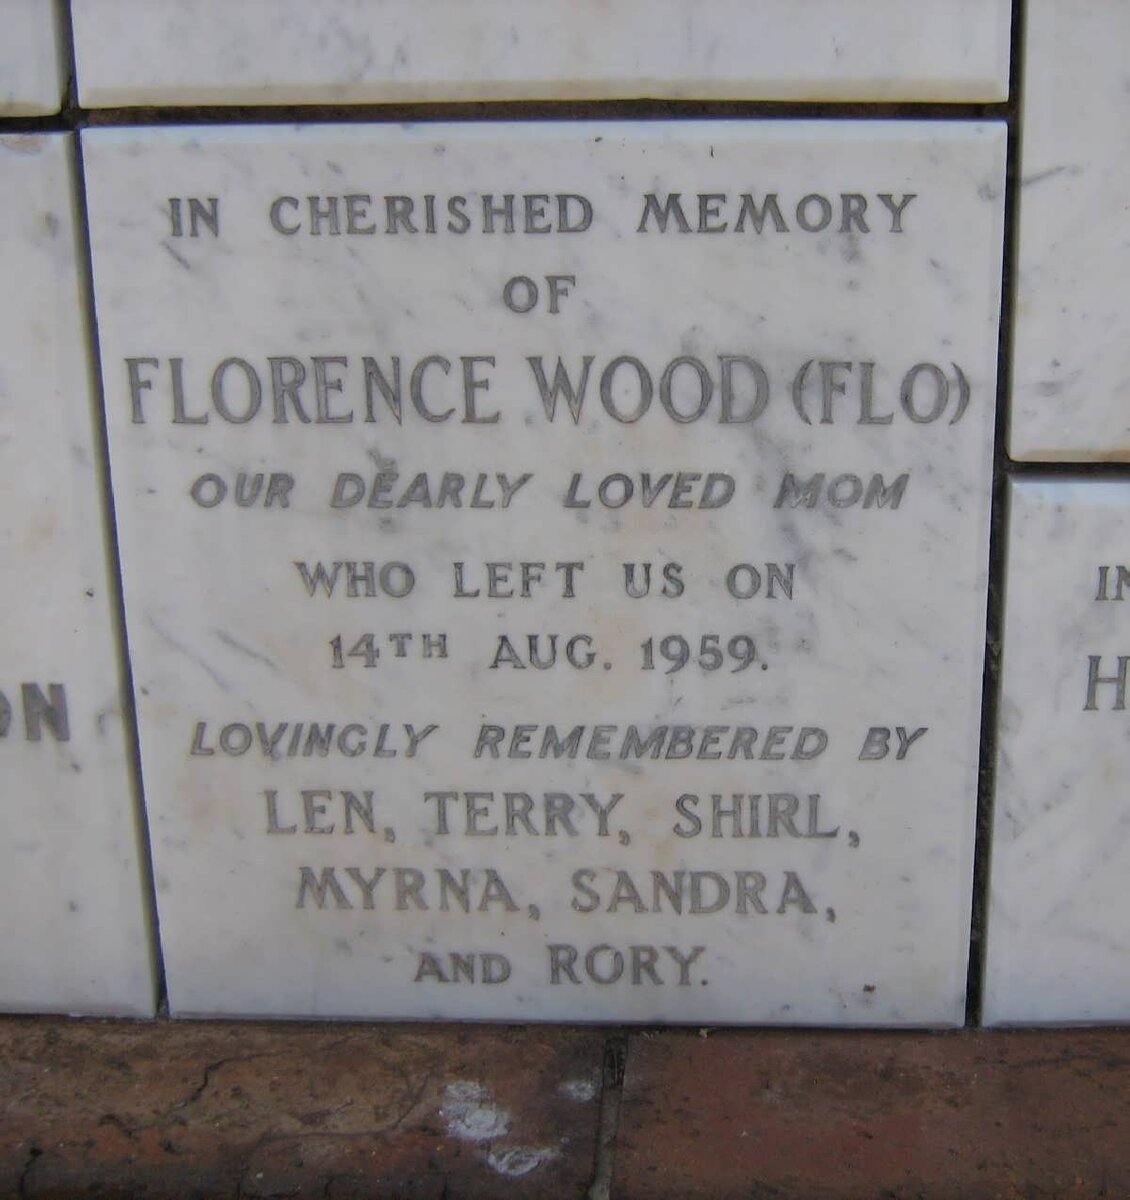 IN CHERISHED MEMORY
OF
FLORENCE WOOD (FLO)
OUR DEARLY LOVED MOM
WHO LEFT US ON
14TH AUG. 1959.
LOVINGLY REMEMBERED BY
LEN, TERRY, SHIRL,
MYRNA, SANDRA,
AND RORY.